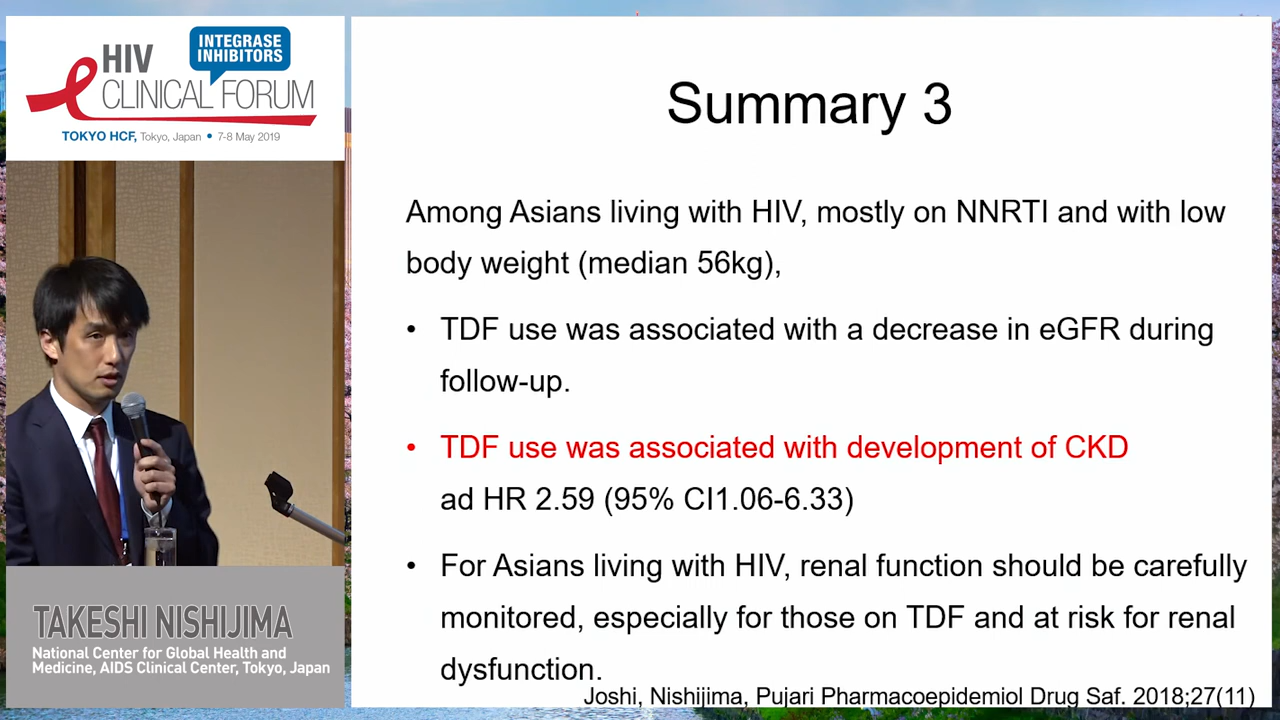 INTEGRASE
INHIBITORS
HIV
CLINICAL FORUM
TOKYO HCF, Tokyo, Japan • 7-8 May 2019
Summary 3
Among Asians living with HIV, mostly on NNRTI and with low
body weight (median 56kg),
• TDF use was associated with a decrease in eGFR during
follow-up.
• TDF use was associated with development of CKD
ad HR 2.59 (95% CI1.06-6.33)
• For Asians living with HIV, renal function should be carefully
monitored, especially for those on TDF and at risk for renal
dysfunction.
Joshi, Nishijima, Pujari Pharmacoepidemiol Drug Saf. 2018;27(11)
TAKESHI NISHIJIMA
National Center for Global Health and
Medicine, AIDS Clinical Center, Tokyo, Japan